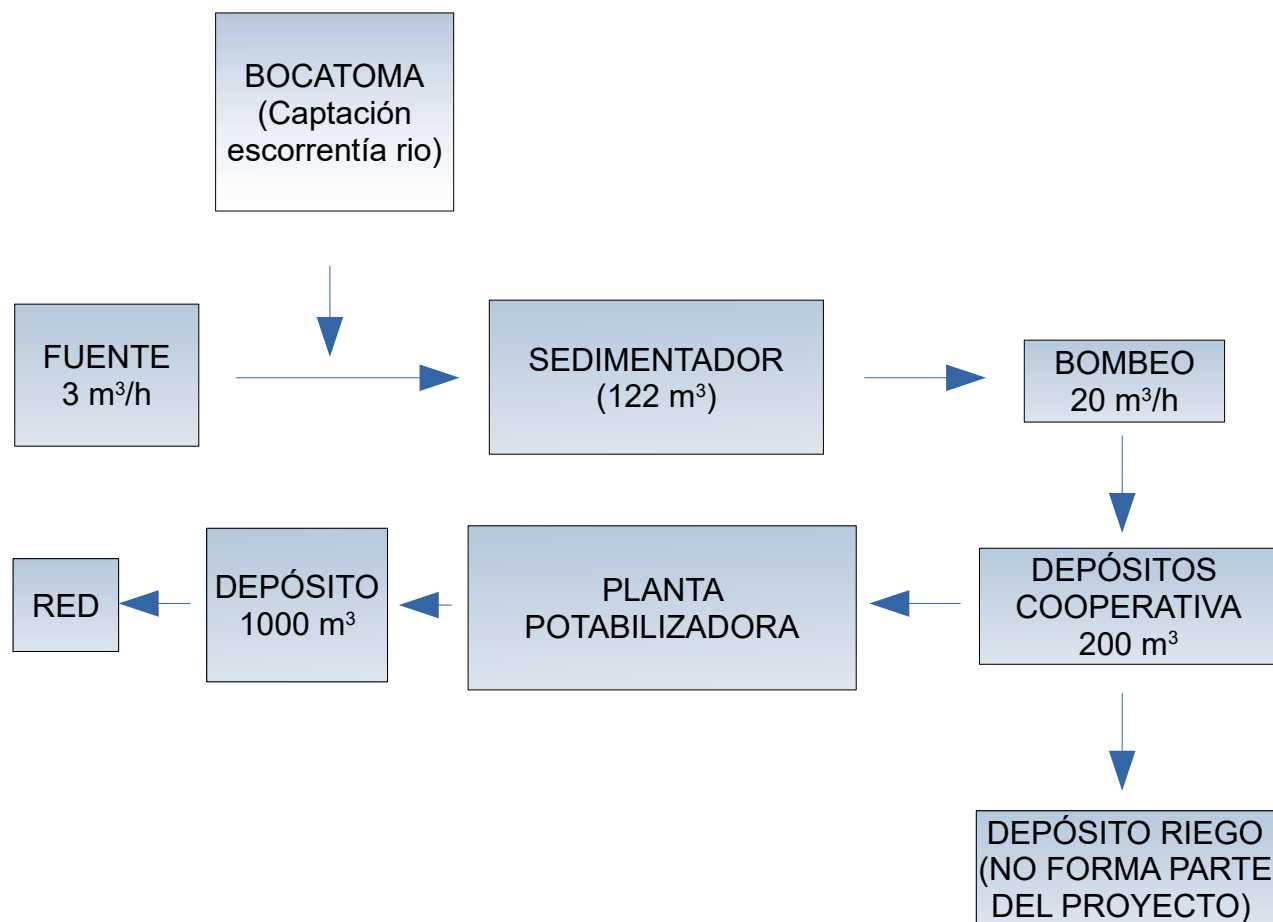 BOCATOMA
(Captación
escorrentía rio)
FUENTE
3 m³/h
SEDIMENTADOR
(122 m³)
BOMBEO
20 m³/h
RED
DEPÓSITO
1000 m³
PLANTA
POTABILIZADORA
DEPÓSITOS
COOPERATIVA
200 m³
DEPÓSITO RIEGO
(NO FORMA PARTE
DEL PROYECTO)